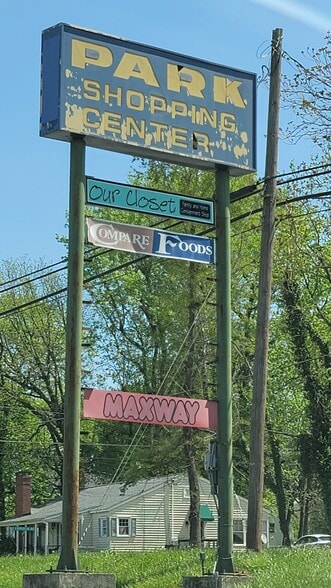 PARK
SHOPPING
CENTER
Our Closet
Family and Home
Consignment Shop
COMPARE FOODS
MAXWAY